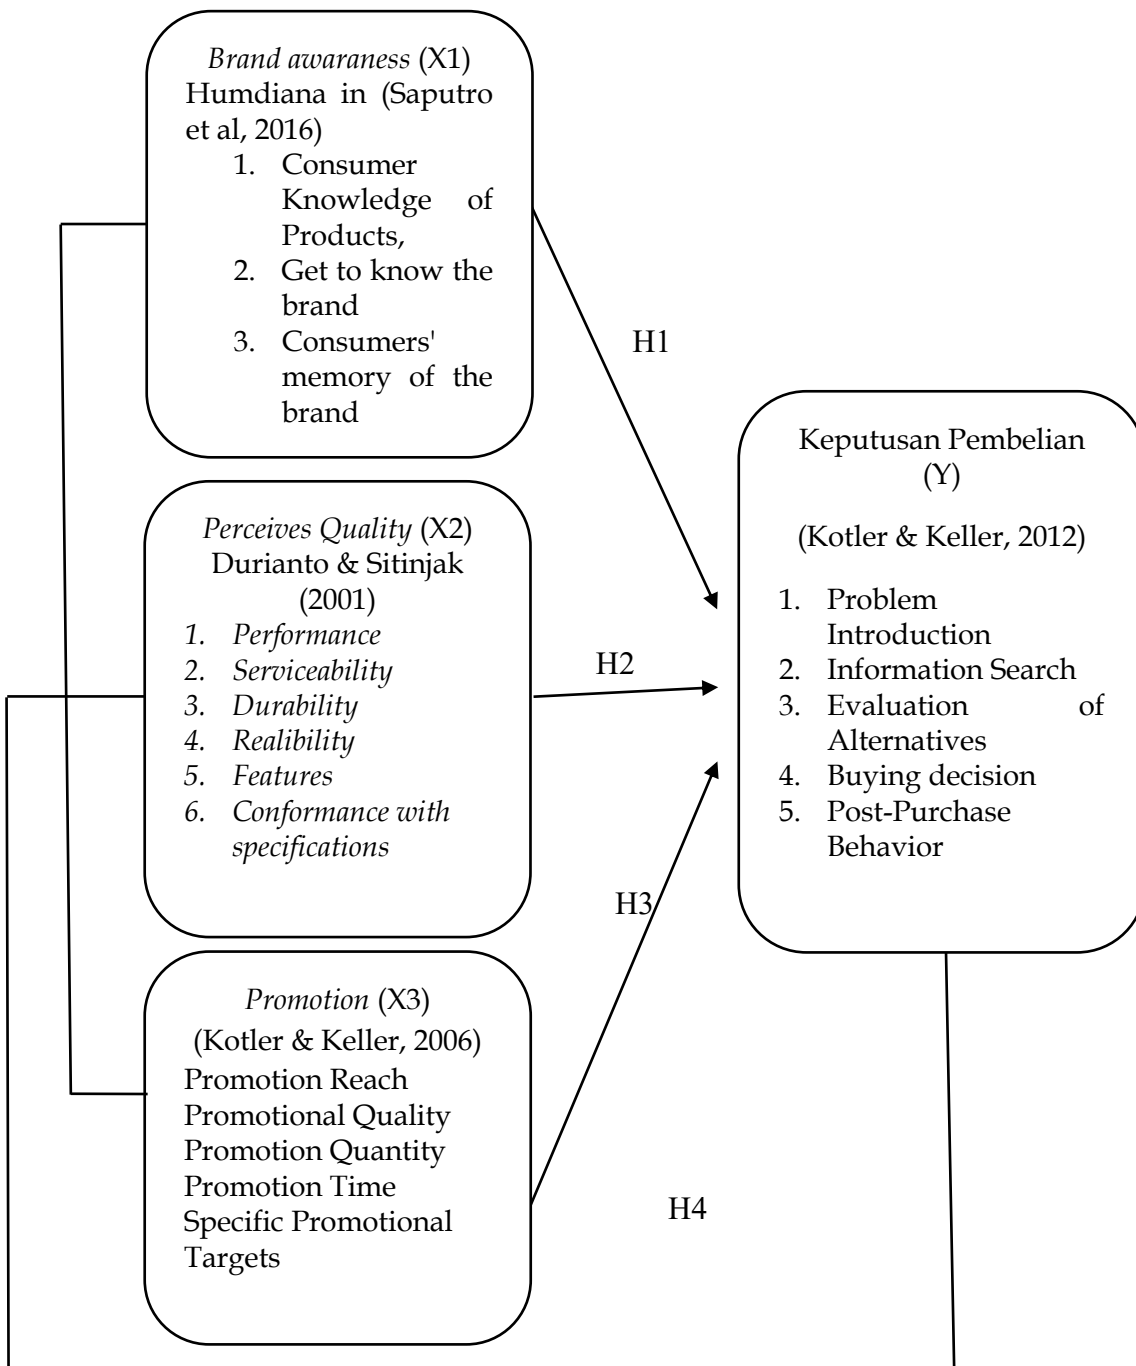 Brand awaraness (X1)
Humdiana in (Saputro
et al, 2016)
1. Consumer
Knowledge of
Products,
2. Get to know the
brand
3. Consumers'
memory of the
brand
H1
Perceives Quality (X2)
Durianto & Sitinjak
(2001)
1. Performance
2. Serviceability
3. Durability
4. Realibility
5. Features
6. Conformance with
specifications
H2
Keputusan Pembelian
(Y)
(Kotler & Keller, 2012)
1. Problem
Introduction
2. Information Search
3. Evaluation of
Alternatives
4. Buying decision
5. Post-Purchase
Behavior
H3
Promotion (X3)
(Kotler & Keller, 2006)
Promotion Reach
Promotional Quality
Promotion Quantity
Promotion Time
Specific Promotional
Targets
H4